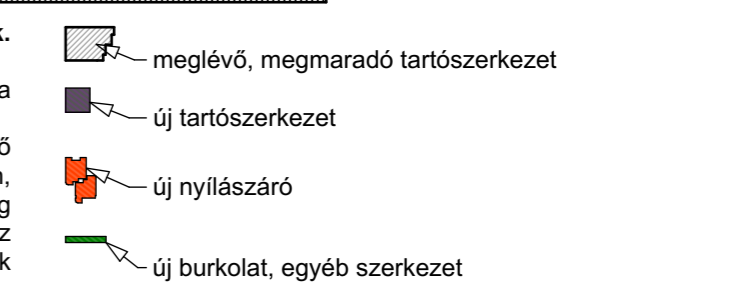 k.
meglévő, megmaradó tartószerkezet
a
új tartószerkezet
ő
n,
új nyílászáró
g
z
k
új burkolat, egyéb szerkezet